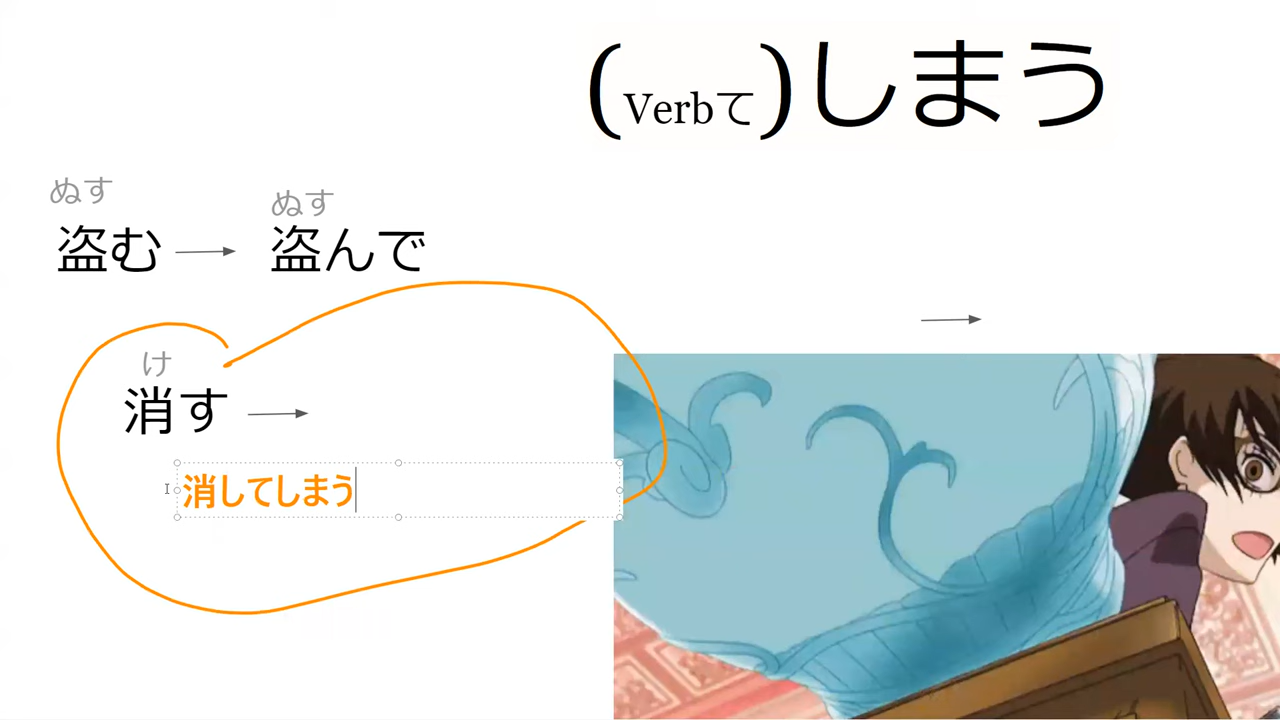 (Verbて)しまう
ぬす
ぬす
盗む → 盗んで
→
け
消す →
消してしまう